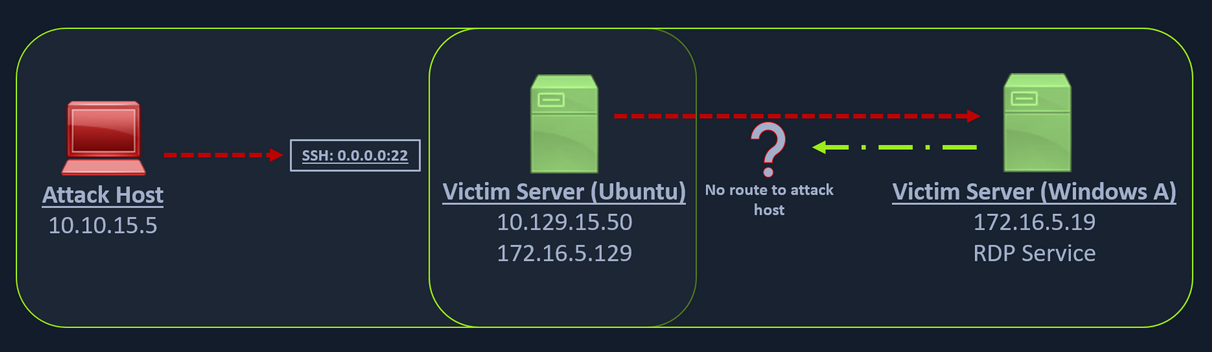 SSH: 0.0.0.0:22
Attack Host
10.10.15.5
Victim Server (Ubuntu)
10.129.15.50
172.16.5.129
?
No route to attack
host
Victim Server (Windows A)
172.16.5.19
RDP Service